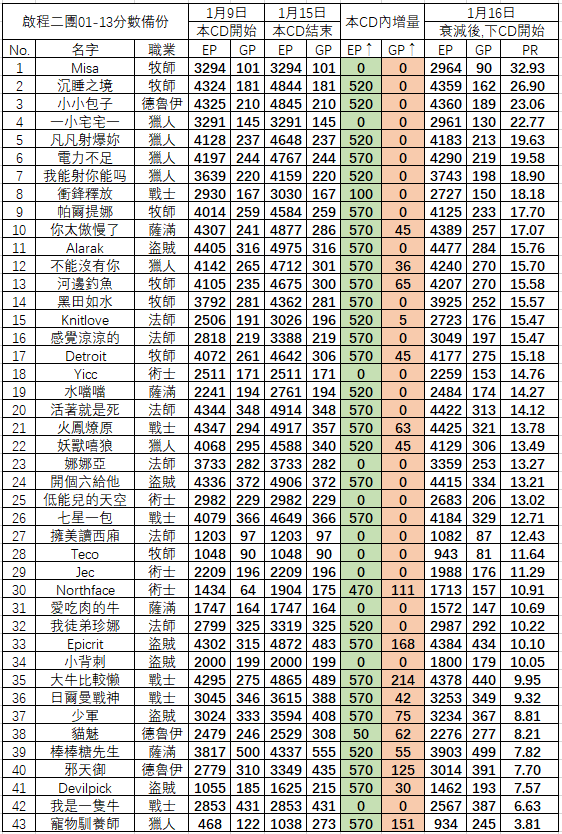 啟程二團01-13分數備份 1月9日 1月15日 本CD內增量 1月16日
本CD開始 本CD結束 衰減後,下CD開始
No. 名字 職業 EP GP EP GP EP↑ GP↑ EP GP PR
1 Misa 牧師 3294 101 3294 101 0 0 2964 90 32.93
2 沉睡之境 牧師 4324 181 4844 181 520 0 4359 162 26.90
3 小小包子 德魯伊 4325 210 4845 210 520 0 4360 189 23.06
4 一小宅宅一 獵人 3291 145 3291 145 0 0 2961 130 22.77
5 凡凡射爆妳 獵人 4128 237 4648 237 520 0 4183 213 19.63
6 電力不足 獵人 4197 244 4767 244 570 0 4290 219 19.58
7 我能射你能吗 獵人 3639 220 4159 220 520 0 3743 198 18.90
8 衝鋒釋放 戰士 2930 167 3030 167 100 0 2727 150 18.18
9 帕爾提娜 牧師 4014 259 4584 259 570 0 4125 233 17.70
10 你太傲慢了 薩滿 4307 241 4877 286 570 45 4389 257 17.07
11 Alarak 盜賊 4405 316 4975 316 570 0 4477 284 15.76
12 不能沒有你 獵人 4142 265 4712 301 570 36 4240 270 15.70
13 河邊釣魚 牧師 4105 235 4675 300 570 65 4207 270 15.58
14 黑田如水 牧師 3792 281 4362 281 570 0 3925 252 15.57
15 Knitlove 法師 2506 191 3026 196 520 5 2723 176 15.47
16 感覺涼涼的 法師 2818 219 3388 219 570 0 3049 197 15.47
17 Detroit 牧師 4072 261 4642 306 570 45 4177 275 15.18
18 Yicc 術士 2511 171 2511 171 0 0 2259 153 14.76
19 水噹噹 薩滿 2241 194 2761 194 520 0 2484 174 14.27
20 活著就是死 法師 4344 348 4914 348 570 0 4422 313 14.12
21 火鳳燎原 戰士 4347 294 4917 357 570 63 4425 321 13.78
22 妖獸嘻狼 獵人 4068 295 4588 340 520 45 4129 306 13.49
23 娜娜亞 法師 3733 282 3733 282 0 0 3359 253 13.27
24 開個六給他 盜賊 4336 372 4906 372 570 0 4415 334 13.21
25 低能兒的天空 術士 2982 229 2982 229 0 0 2683 206 13.02
26 七星一包 戰士 4079 366 4649 366 570 0 4184 329 12.71
27 擁美讀西廂 法師 1203 97 1203 97 0 0 1082 87 12.43
28 Teco 牧師 1048 90 1048 90 0 0 943 81 11.64
29 Jec 術士 2209 196 2209 196 0 0 1988 176 11.29
30 Northface 術士 1434 64 1904 175 470 111 1713 157 10.91
31 愛吃肉的牛 薩滿 1747 164 1747 164 0 0 1572 147 10.69
32 我徒弟珍娜 法師 2799 325 3319 325 520 0 2987 292 10.22
33 Epicrit 盜賊 4302 315 4872 483 570 168 4384 434 10.10
34 小背刺 盜賊 2000 199 2000 199 0 0 1800 179 10.05
35 大牛比較懶 戰士 4295 275 4865 489 570 214 4378 440 9.95
36 日爾曼戰神 戰士 3045 346 3615 388 570 42 3253 349 9.32
37 少軍 盜賊 3024 333 3594 408 570 75 3234 367 8.81
38 貓魅 德魯伊 2479 246 2529 308 50 62 2276 277 8.21
39 棒棒糖先生 薩滿 3817 500 4337 555 520 55 3903 499 7.82
40 邪天御 德魯伊 2779 310 3349 435 570 125 3014 391 7.70
41 Devilpick 盜賊 1055 185 1625 215 570 30 1462 193 7.57
42 我是一隻牛 戰士 2853 431 2853 431 0 0 2567 387 6.63
43 寵物馴養師 獵人 468 122 1038 273 570 151 934 245 3.81